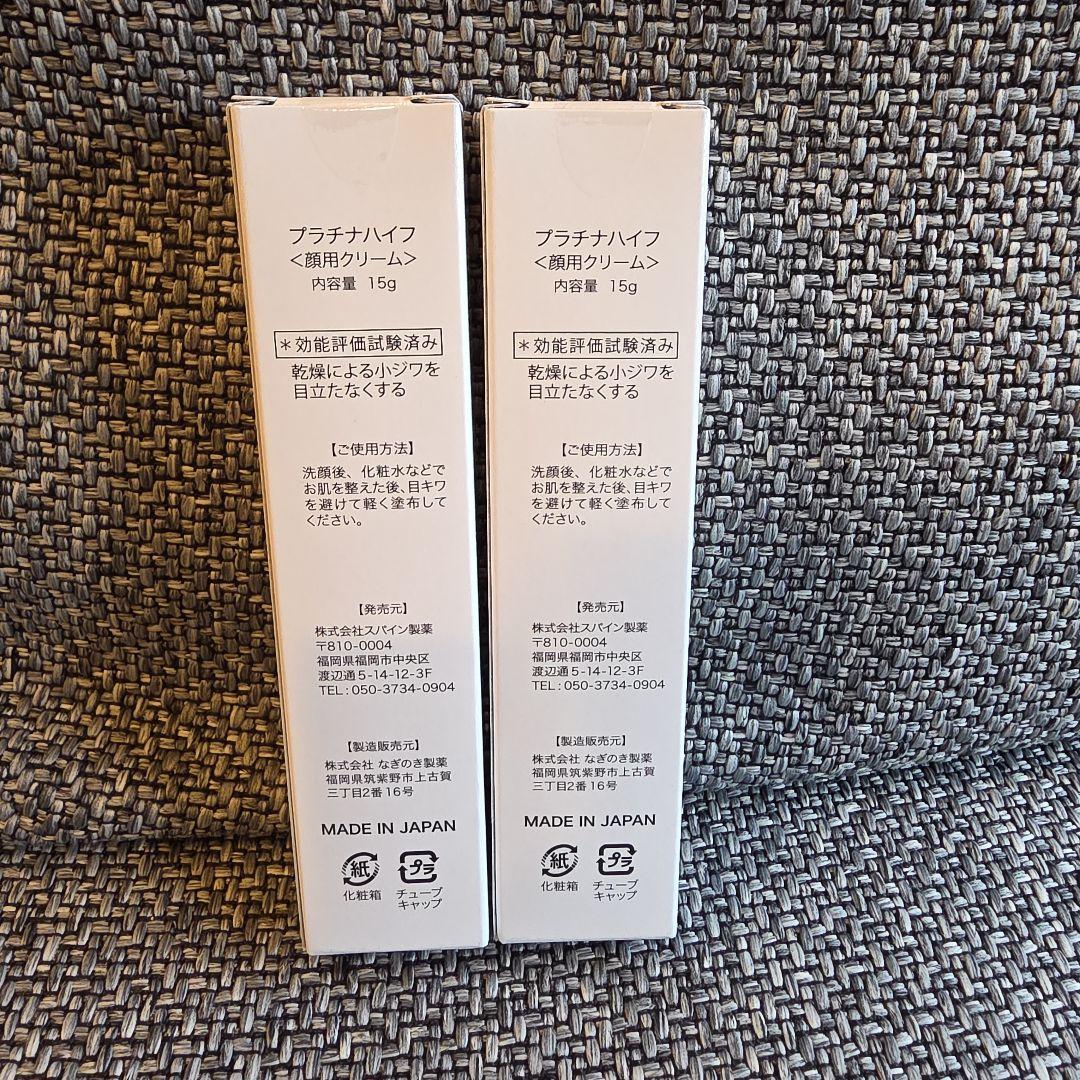 プラチナハイフ
<顔用クリーム>
内容量 15g
*効能評価試験済み
乾燥による小ジワを
目立たなくする
【ご使用方法】
洗顔後、化粧水などで
お肌を整えた後、目キワ
を避けて軽く塗布して
ください。
【発売元】
株式会社スパイン製薬
〒810-0004
福岡県福岡市中央区
渡辺通5-14-12-3F
TEL:050-3734-0904
【製造販売元】
株式会社 なぎのき製薬
福岡県筑紫野市上古賀
三丁目2番16号
MADE IN JAPAN
紙
化粧箱
プラ
チューブ
キャップ
プラチナハイフ
<顔用クリーム>
内容量 15g
*効能評価試験済み
乾燥による小ジワを
目立たなくする
【ご使用方法】
洗顔後、化粧水などで
お肌を整えた後、目キワ
を避けて軽く塗布して
ください。
【発売元】
株式会社スパイン製薬
〒810-0004
福岡県福岡市中央区
渡辺通5-14-12-3F
TEL:050-3734-0904
【製造販売元】
株式会社 なぎのき製薬
福岡県筑紫野市上古賀
三丁目2番16号
MADE IN JAPAN
紙
化粧箱
プラ
チューブ
キャップ